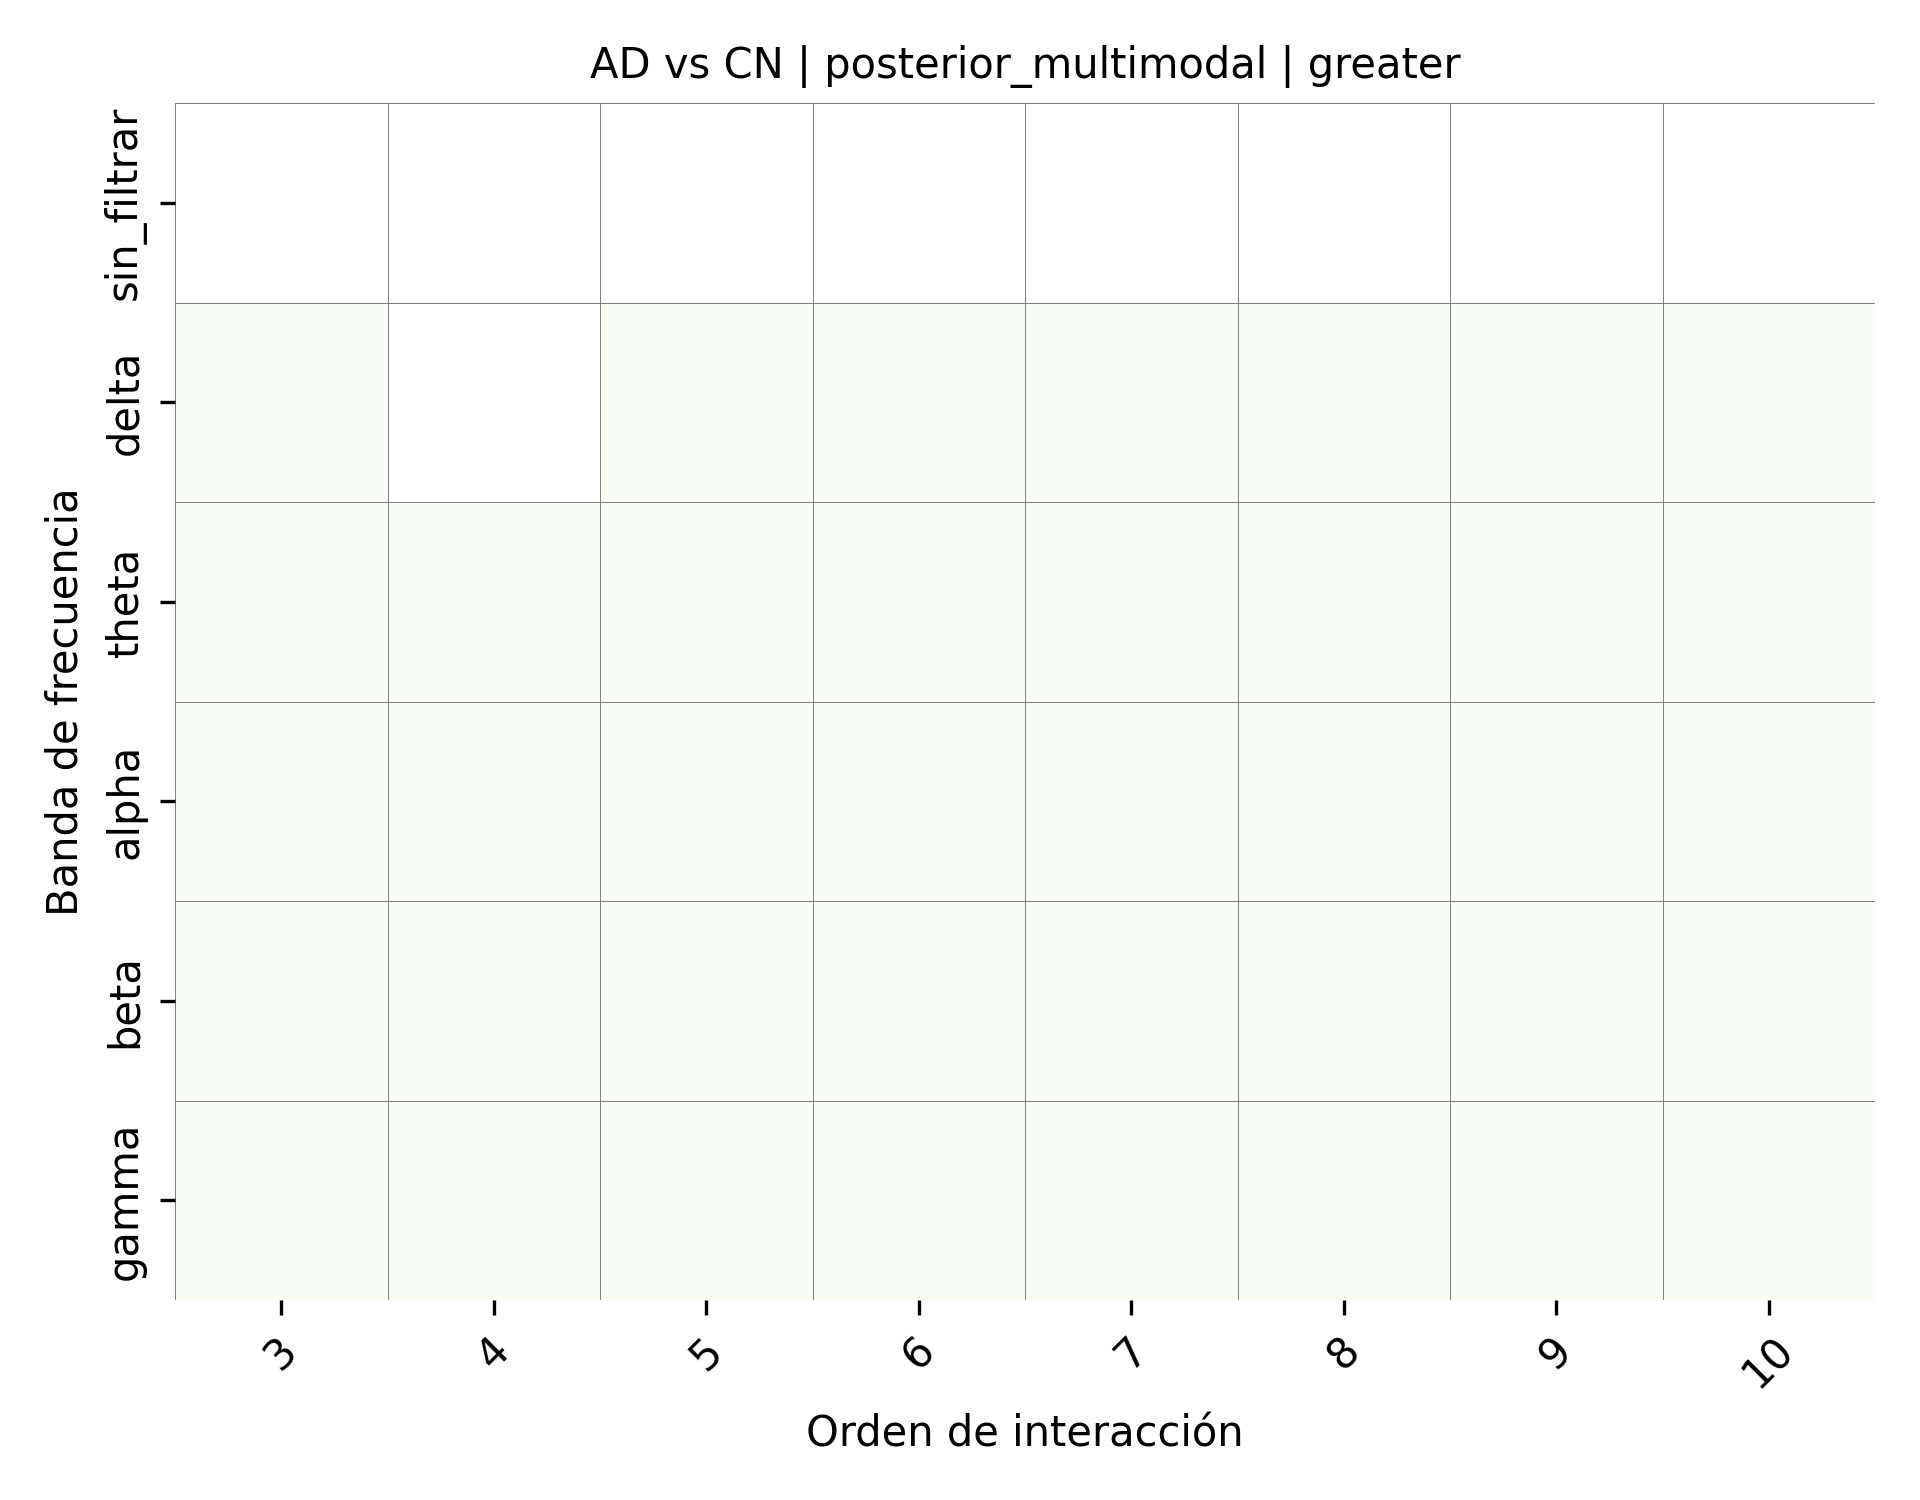 AD vs CN | posterior_multimodal | greater
Banda de frecuencia
sin_filtrar
delta
theta
alpha
beta
gamma
3 4 5 6 7 8 9 10
Orden de interacción